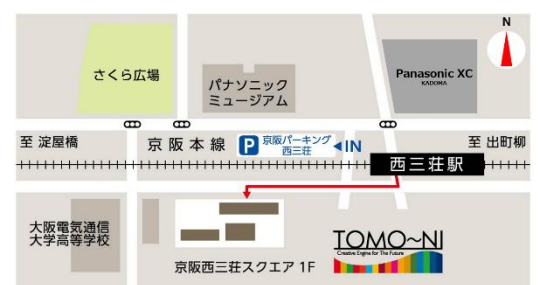 N
さくら広場
パナソニック
ミュージアム
Panasonic XC
KADOMA
至 淀屋橋
京阪本線
P
京阪パーキング
西三荘
IN
至 出町柳
西三荘駅
大阪電気通信
大学高等学校
京阪西三荘スクエア 1F
TOMO~NI
Creative Engine for The Future